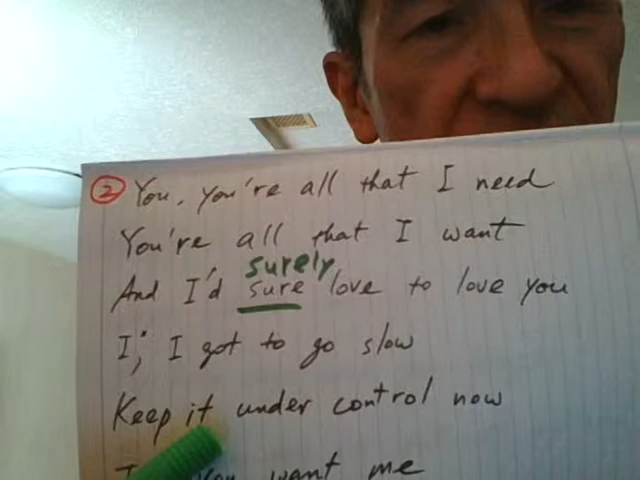 ② You, you're all that I need
You're all that I want
surely
And I'd sure love to love you
I; I got to go slow
Keep it under control now
you want me